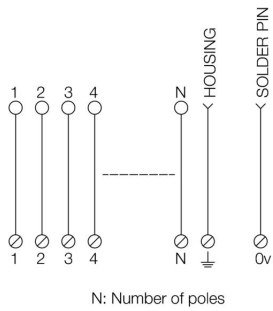 HOUSING
SOLDER PIN
1 2 3 4 N
1 2 3 4 N 0v
N: Number of poles